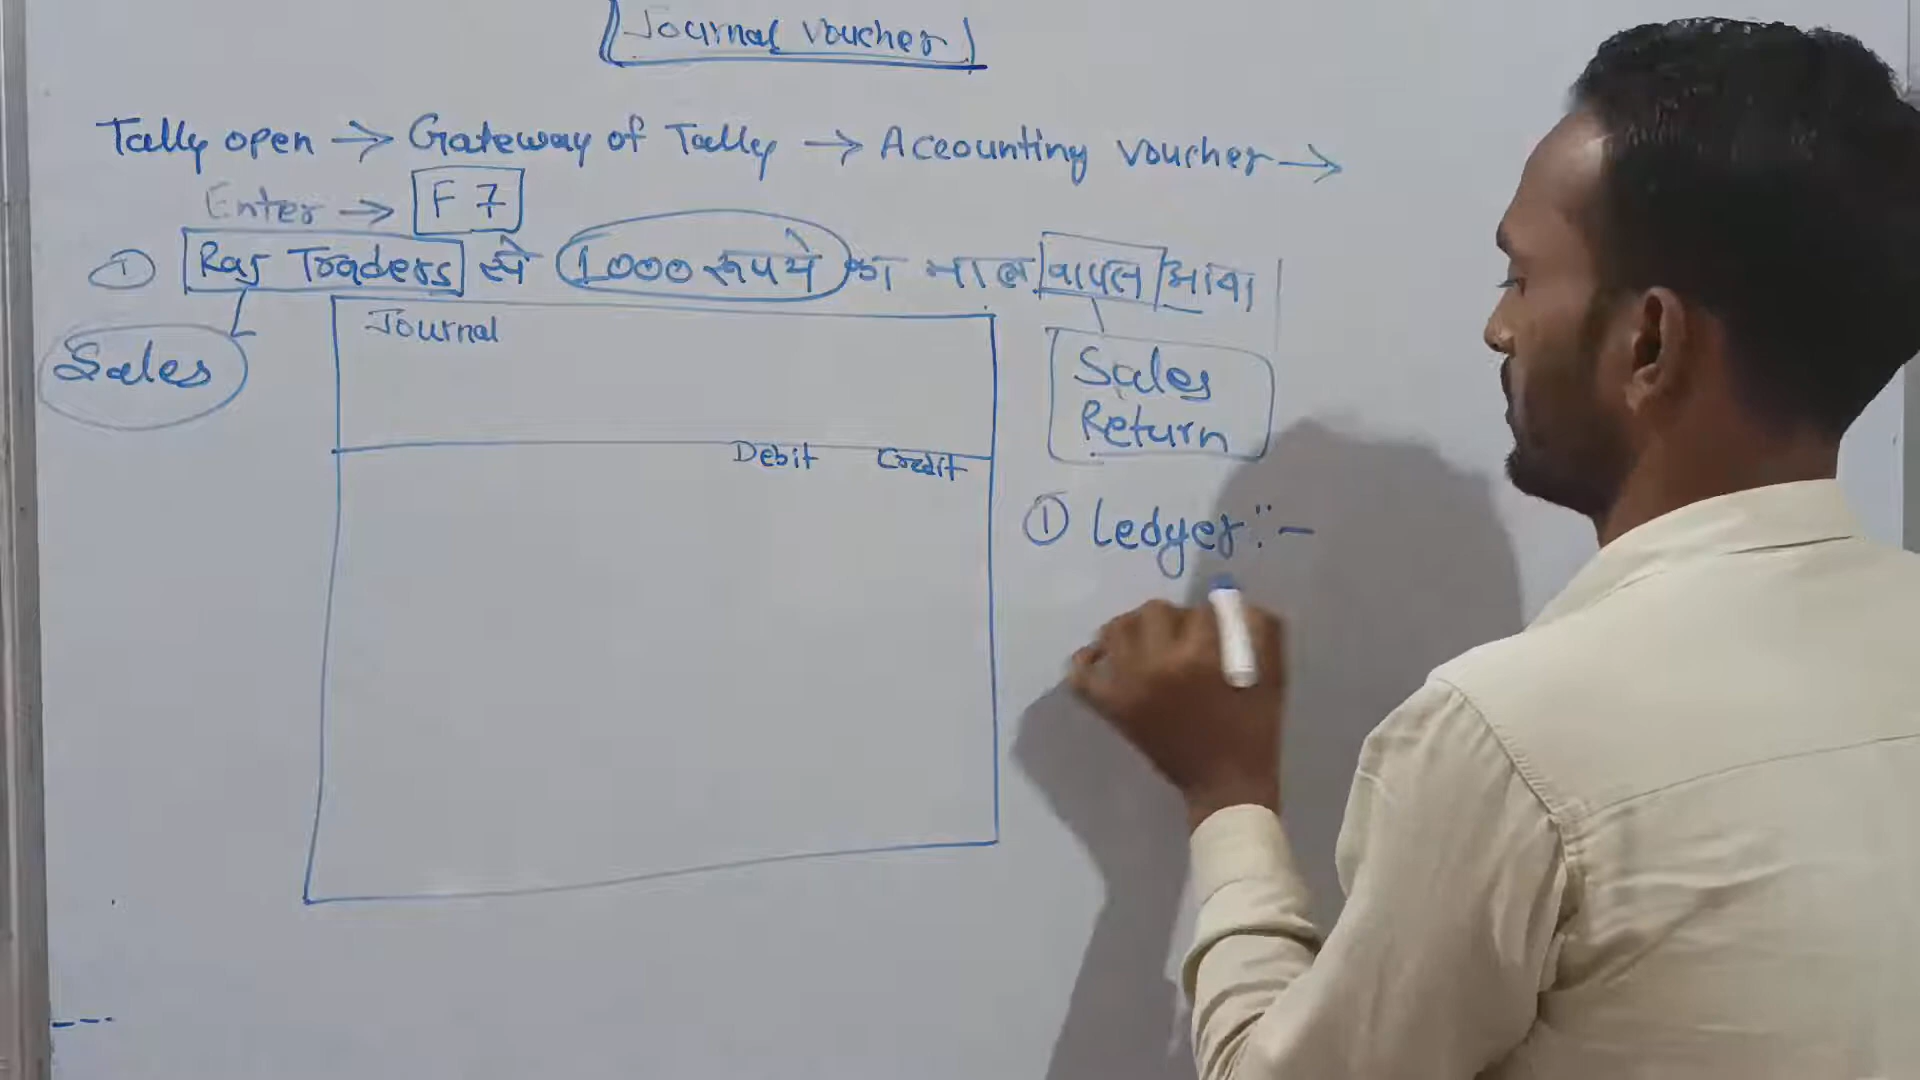 Journal Voucher
Tally open → Gateway of Tally → Accounting Voucher →
Enter → F7
① Raj Traders से 1000 रूपये का माल वापस आया
Journal
Sales
Sales
Return
Debit Credit
① Ledger :-